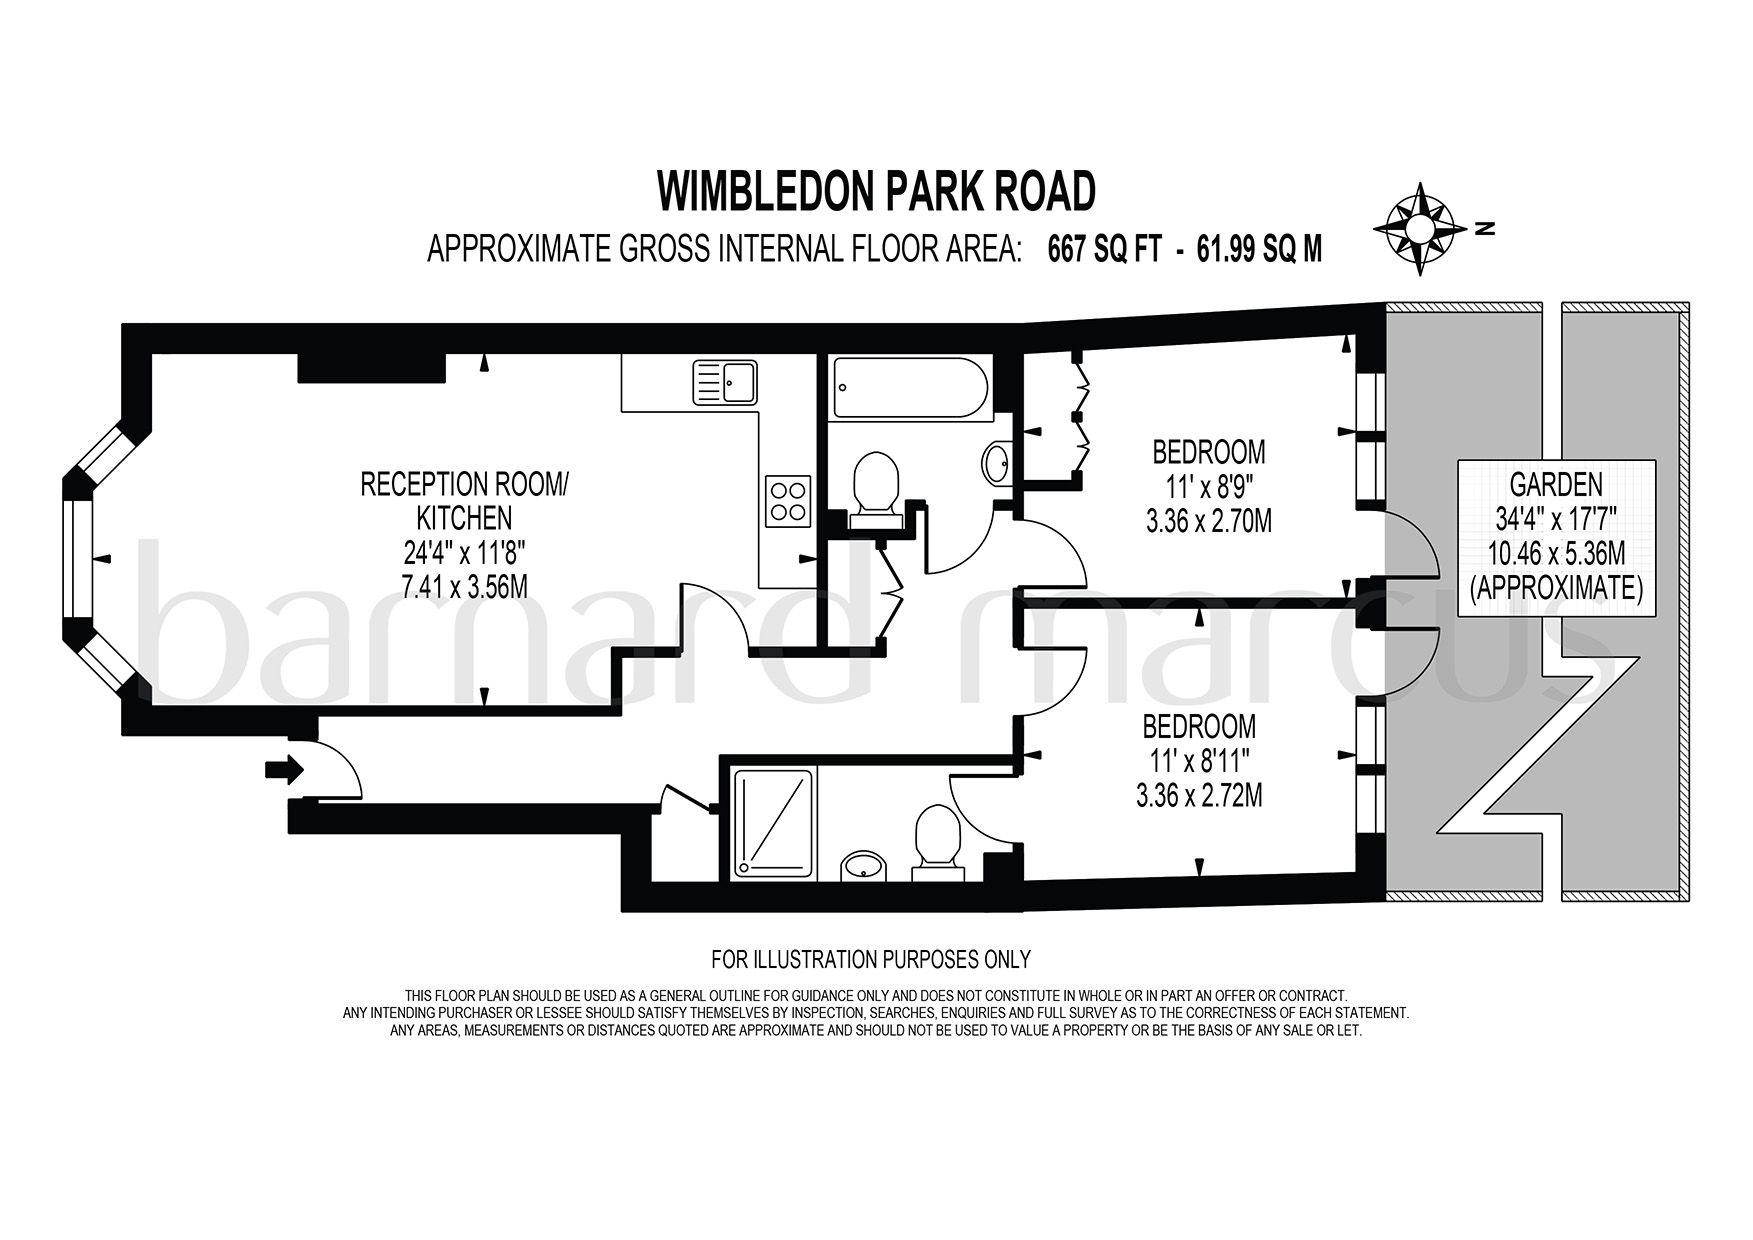 WIMBLEDON PARK ROAD
APPROXIMATE GROSS INTERNAL FLOOR AREA: 667 SQ FT - 61.99 SQ M
N
RECEPTION ROOM/
KITCHEN
24'4" x 11'8"
7.41 x 3.56M
BEDROOM
11' x 8'9"
3.36 x 2.70M
GARDEN
34'4" x 17'7"
10.46 x 5.36M
(APPROXIMATE)
barnard marcus
BEDROOM
11' x 8'11"
3.36 x 2.72M
FOR ILLUSTRATION PURPOSES ONLY
THIS FLOOR PLAN SHOULD BE USED AS A GENERAL OUTLINE FOR GUIDANCE ONLY AND DOES NOT CONSTITUTE IN WHOLE OR IN PART AN OFFER OR CONTRACT.
ANY INTENDING PURCHASER OR LESSEE SHOULD SATISFY THEMSELVES BY INSPECTION, SEARCHES, ENQUIRIES AND FULL SURVEY AS TO THE CORRECTNESS OF EACH STATEMENT.
ANY AREAS, MEASUREMENTS OR DISTANCES QUOTED ARE APPROXIMATE AND SHOULD NOT BE USED TO VALUE A PROPERTY OR BE THE BASIS OF ANY SALE OR LET.